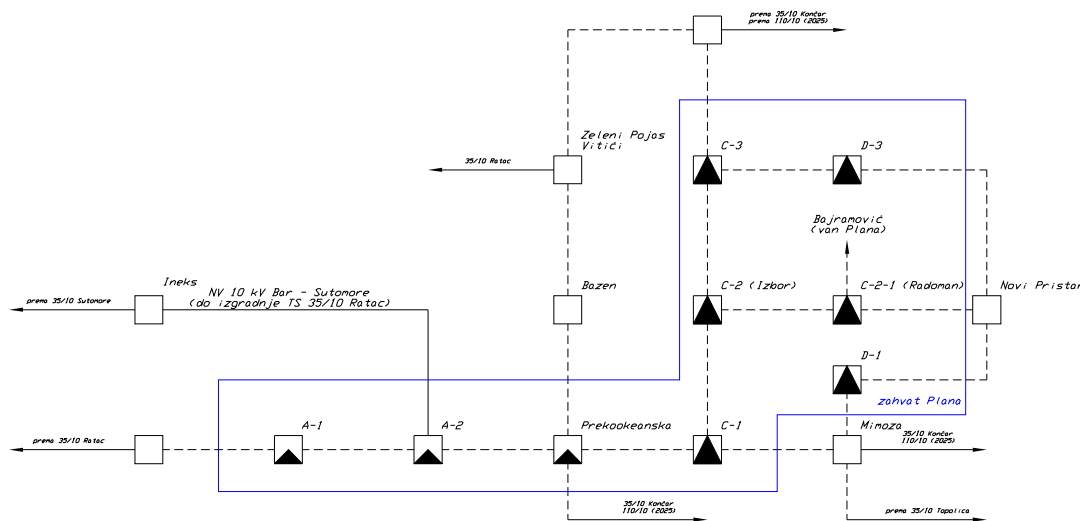 prema 35/10 Končar
prema 110/10 (2025)
Zeleni Pojas
Vitići
C-3
D-3
35/10 Ratac
Bajramović
(van Plana)
Ineks
NV 10 kV Bar - Sutomore
(do izgradnje TS 35/10 Ratac)
prema 35/10 Sutomore
Bazen
C-2 (Izbor)
C-2-1 (Radoman)
Novi Pristan
D-1
zahvat Plana
A-1
A-2
Prekookeanska
C-1
Mimoza
prema 35/10 Ratac
35/10 Končar
110/10 (2025)
35/10 Končar
110/10 (2025)
prema 35/10 Topolica